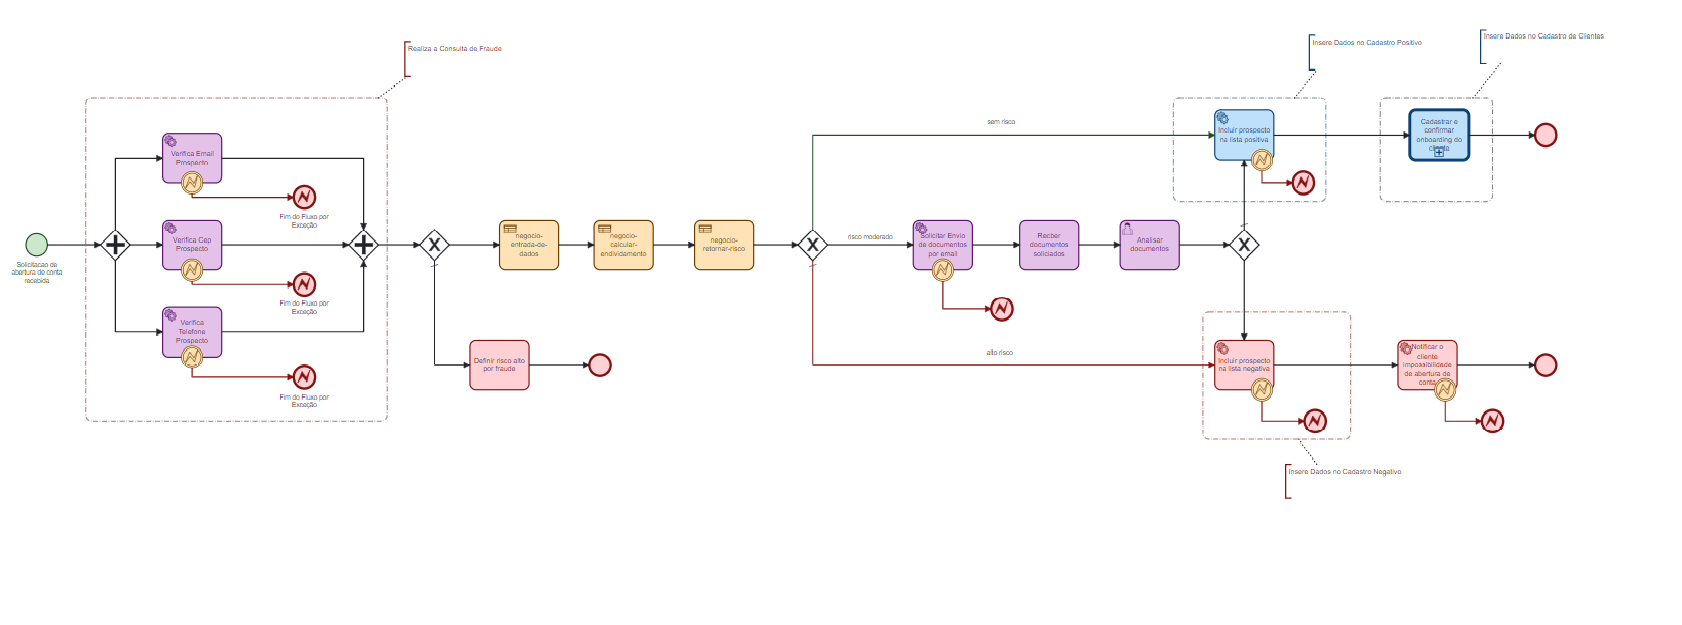 Realiza a Consulta de Fraude
Insere Dados no Cadastro Positivo
Insere Dados no Cadastro de Clientes
Solicitacao de
abertura de conta
recebida
Verifica Email
Prospecto
Fim do Fluxo por
Exceção
Verifica Cep
Prospecto
Fim do Fluxo por
Exceção
Verifica
Telefone
Prospecto
Fim do Fluxo por
Exceção
negocio-
entrada-de-
dados
negocio-
calcular-
endividamento
negocio-
retornar-risco
Definir risco alto
por fraude
sem risco
risco moderado
alto risco
Solicitar Envio
de documentos
por email
Recber
documentos
soliciados
Analisar
documentos
Incluir prospecto
na lista positiva
Cadastrar e
confirmar
onboarding do
cliente
Incluir prospecto
na lista negativa
Notificar o
cliente
impossibilidade
de abertura de
conta
Insere Dados no Cadastro Negativo